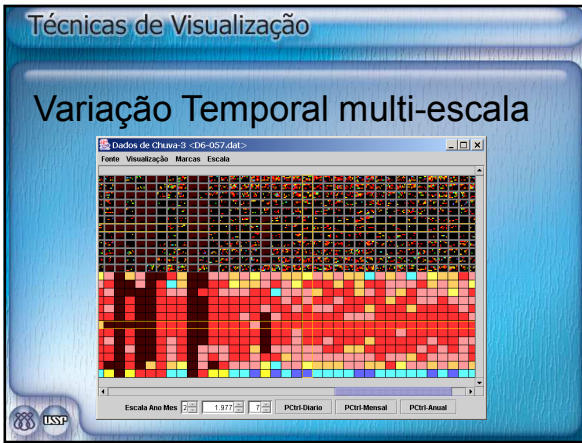 Técnicas de Visualização
Variação Temporal multi-escala
Dados de Chuva-3 <D6-057.dat>
Fonte Visualização Marcas Escala
Escala Ano Mes 2 1.977 7 PCtrl-Diario PCtrl-Mensal PCtrl-Anual
USP